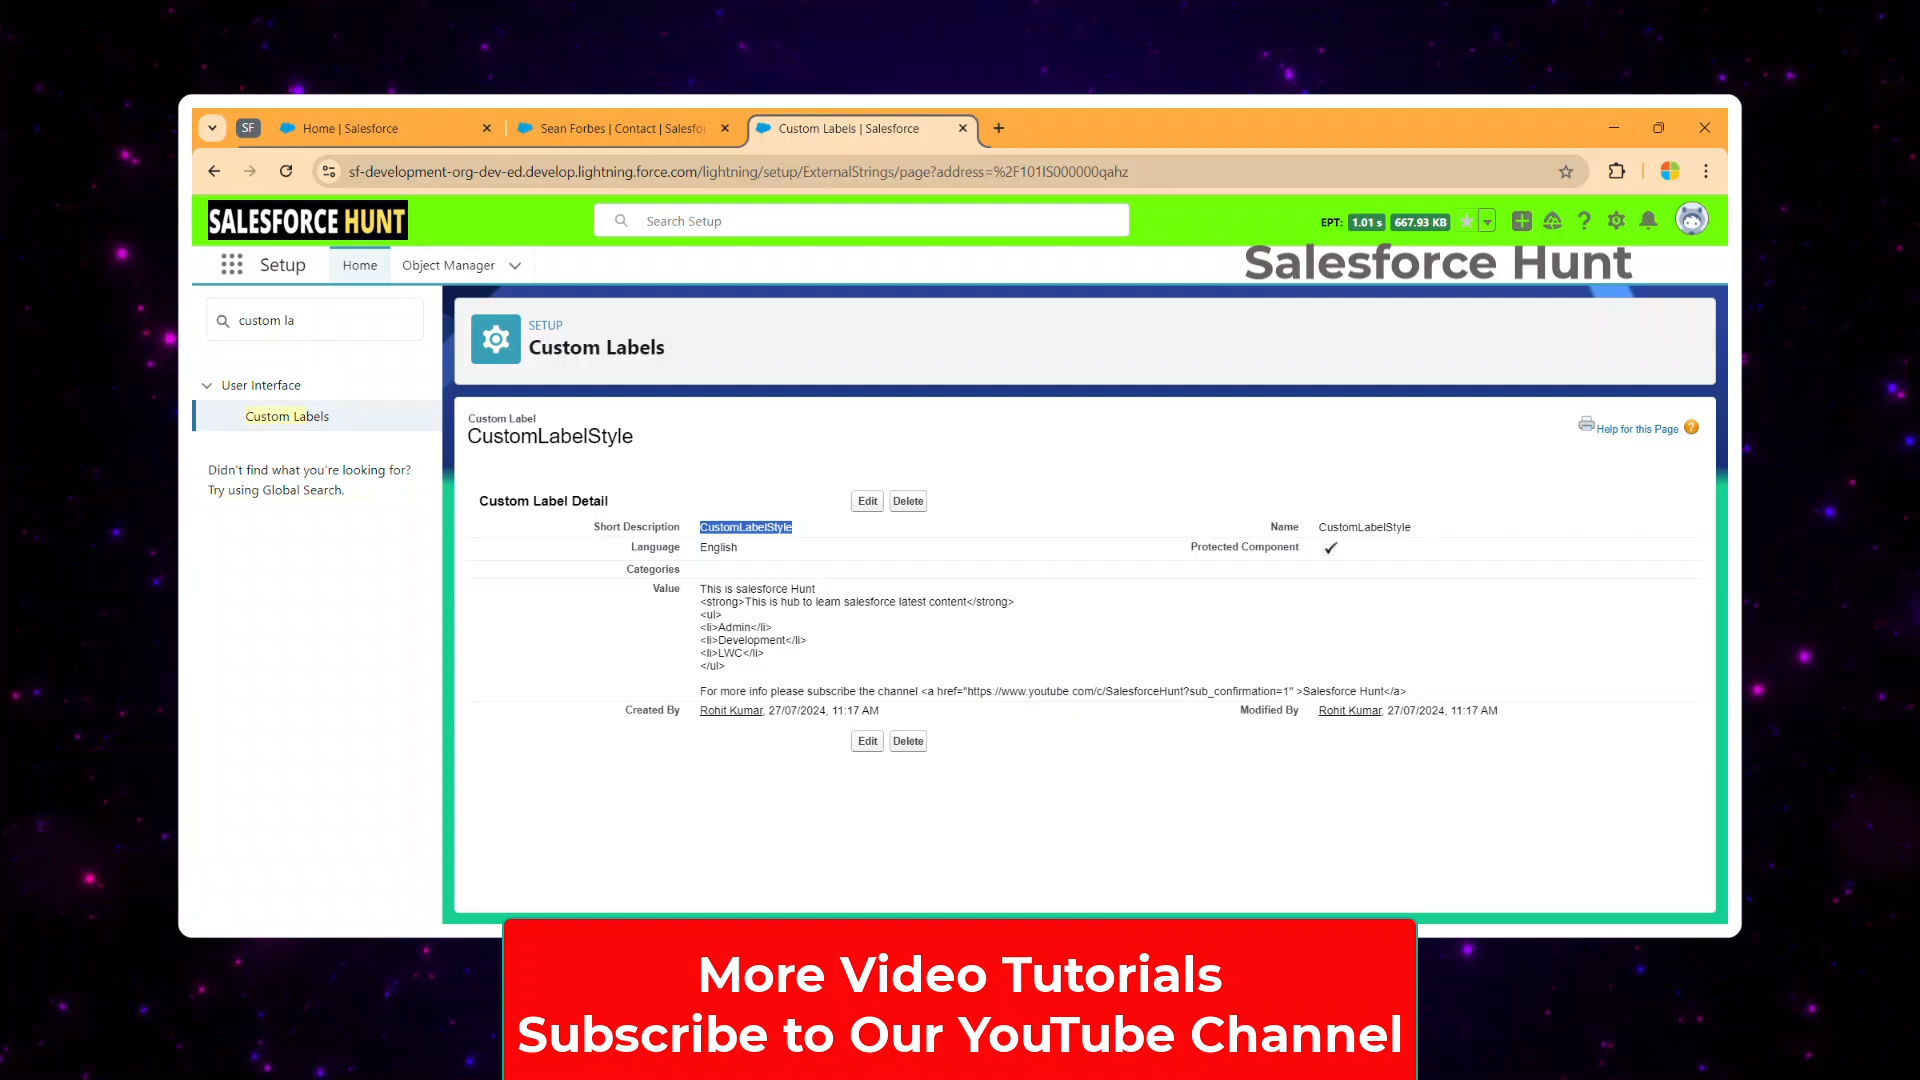 SF
Home | Salesforce
Sean Forbes | Contact | Salesfo
Custom Labels | Salesforce
sf-development-org-dev-ed.develop.lightning.force.com/lightning/setup/ExternalStrings/page?address=%2F101IS000000qahz
SALESFORCE HUNT
Search Setup
EPT: 1.01 s 667.93 KB
Setup
Home
Object Manager
Salesforce Hunt
custom la
User Interface
Custom Labels
Didn't find what you're looking for?
Try using Global Search.
SETUP
Custom Labels
Custom Label
CustomLabelStyle
Help for this Page
Custom Label Detail
Edit
Delete
Short Description CustomLabelStyle
Name CustomLabelStyle
Language English
Protected Component
Categories
Value This is salesforce Hunt
<strong>This is hub to learn salesforce latest content</strong>
<ul>
<li>Admin</li>
<li>Development</li>
<li>LWC</li>
</ul>
For more info please subscribe the channel <a href="https://www.youtube.com/c/SalesforceHunt?sub_confirmation=1" >Salesforce Hunt</a>
Created By Rohit Kumar, 27/07/2024, 11:17 AM
Modified By Rohit Kumar, 27/07/2024, 11:17 AM
Edit
Delete
More Video Tutorials
Subscribe to Our YouTube Channel